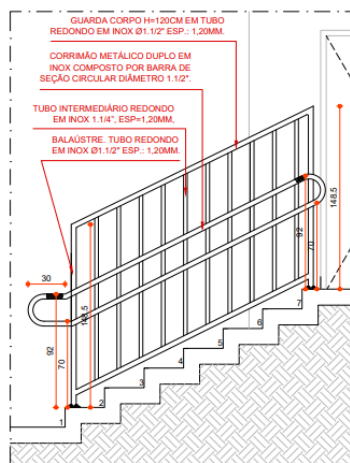 GUARDA CORPO H=120CM EM TUBO
REDONDO EM INOX Ø1.1/2" ESP.: 1,20MM.
CORRIMÃO METÁLICO DUPLO EM
INOX COMPOSTO POR BARRA DE
SEÇÃO CIRCULAR DIÂMETRO 1.1/2".
TUBO INTERMEDIÁRIO REDONDO
EM INOX 1.1/4", ESP=1,20MM,
BALAÚSTRE. TUBO REDONDO
EM INOX Ø1.1/2" ESP.: 1,20MM.
148.5
92
70
30
148.5
92
70
7
6
5
4
3
2
1